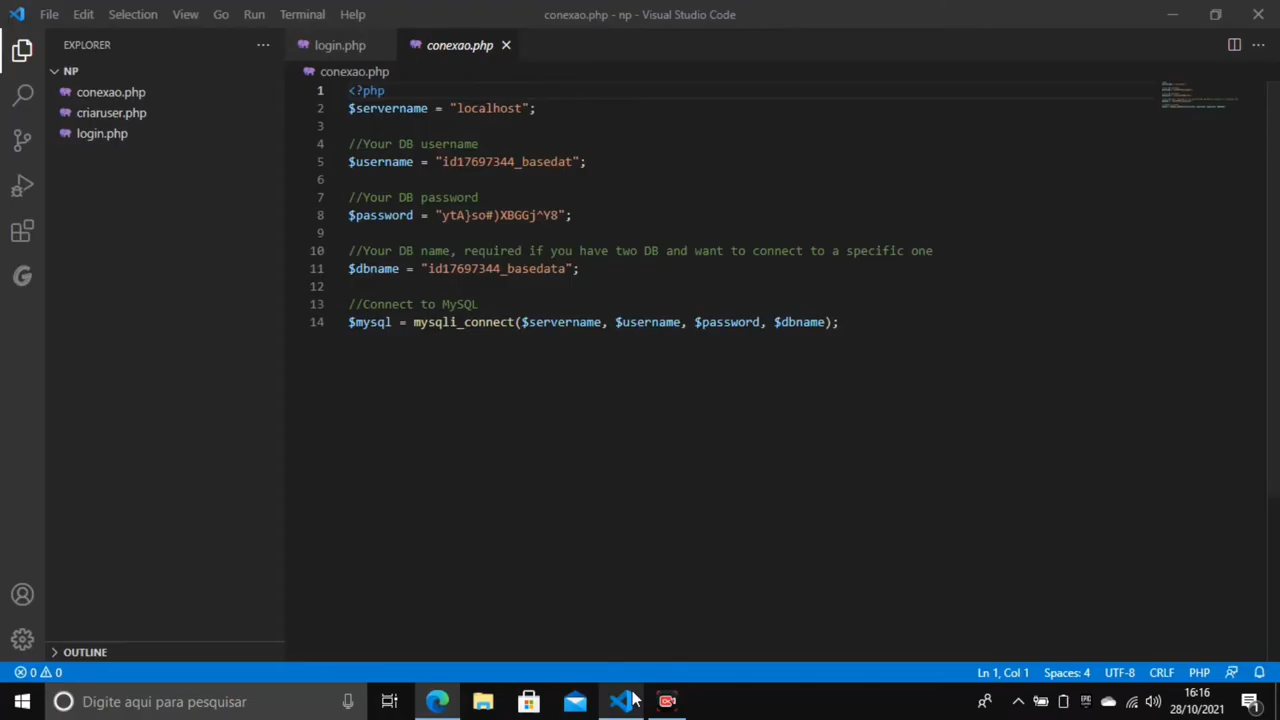 File Edit Selection View Go Run Terminal Help conexao.php - np - Visual Studio Code
EXPLORER
login.php conexao.php
NP
conexao.php
conexao.php
criaruser.php
login.php
1 <?php
2 $servername = "localhost";
3
4 //Your DB username
5 $username = "id17697344_basedat";
6
7 //Your DB password
8 $password = "ytA}so#)XBGGj^Y8";
9
10 //Your DB name, required if you have two DB and want to connect to a specific one
11 $dbname = "id17697344_basedata";
12
13 //Connect to MySQL
14 $mysql = mysqli_connect($servername, $username, $password, $dbname);
OUTLINE
0 0 Ln 1, Col 1 Spaces: 4 UTF-8 CRLF PHP
Digite aqui para pesquisar
16:16
28/10/2021
1